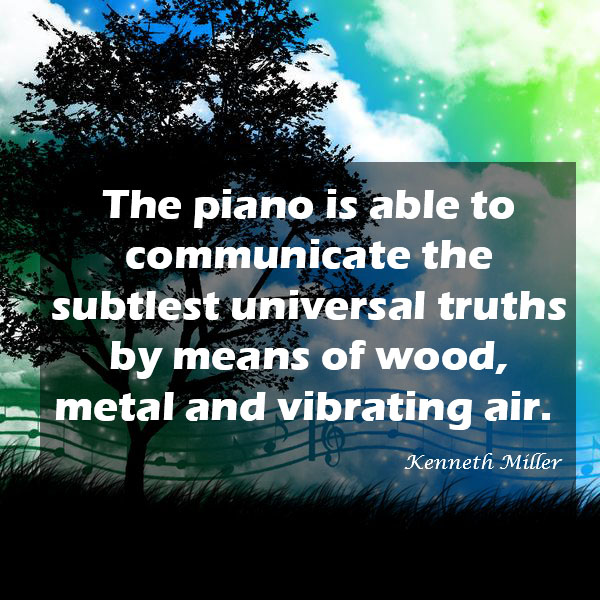 The piano is able to
communicate the
subtlest universal truths
by means of wood,
metal and vibrating air.
Kenneth Miller